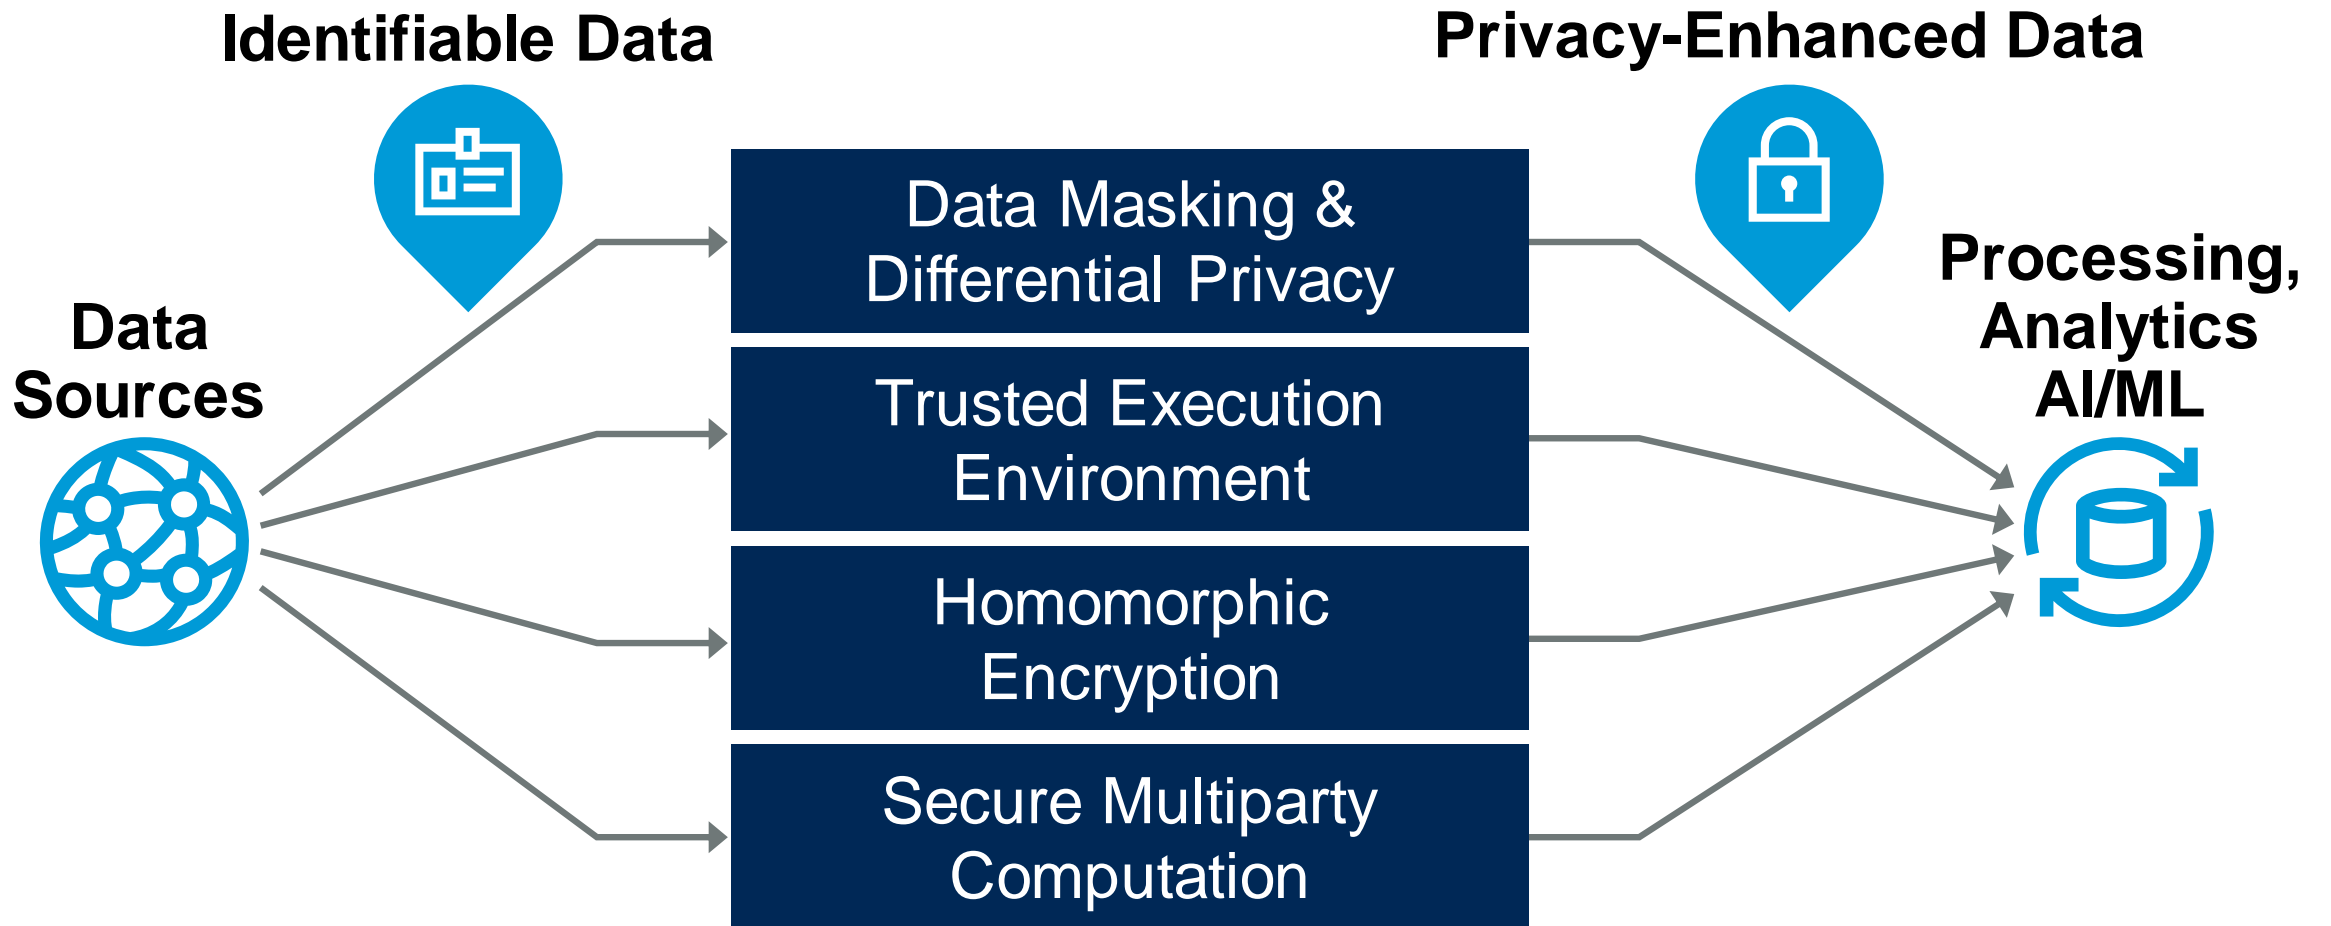 Identifiable Data
Privacy-Enhanced Data
Data
Sources
Data Masking &
Differential Privacy
Trusted Execution
Environment
Homomorphic
Encryption
Secure Multiparty
Computation
Processing,
Analytics
AI/ML